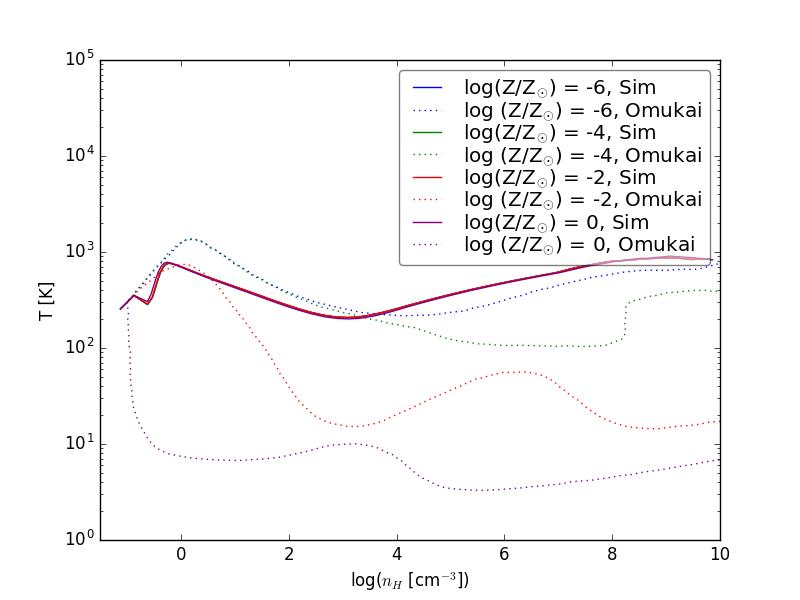 10⁵
10⁴
10³
10²
10¹
10⁰
T [K]
log(Z/Z☉) = -6, Sim
log (Z/Z☉) = -6, Omukai
log(Z/Z☉) = -4, Sim
log (Z/Z☉) = -4, Omukai
log(Z/Z☉) = -2, Sim
log (Z/Z☉) = -2, Omukai
log(Z/Z☉) = 0, Sim
log (Z/Z☉) = 0, Omukai
0 2 4 6 8 10
log(n_H [cm⁻³])